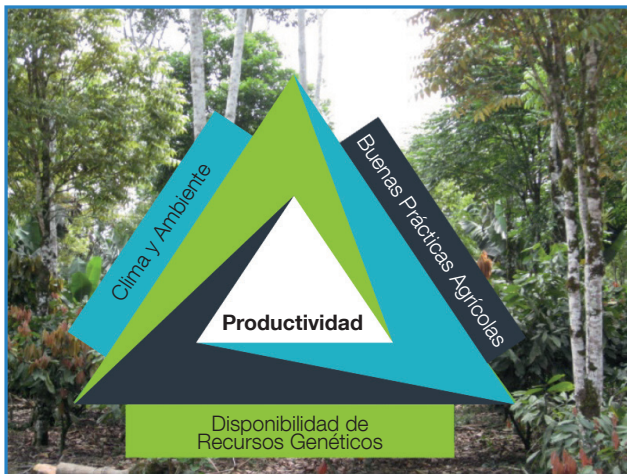 Clima y Ambiente
Buenas Prácticas Agrícolas
Productividad
Disponibilidad de
Recursos Genéticos